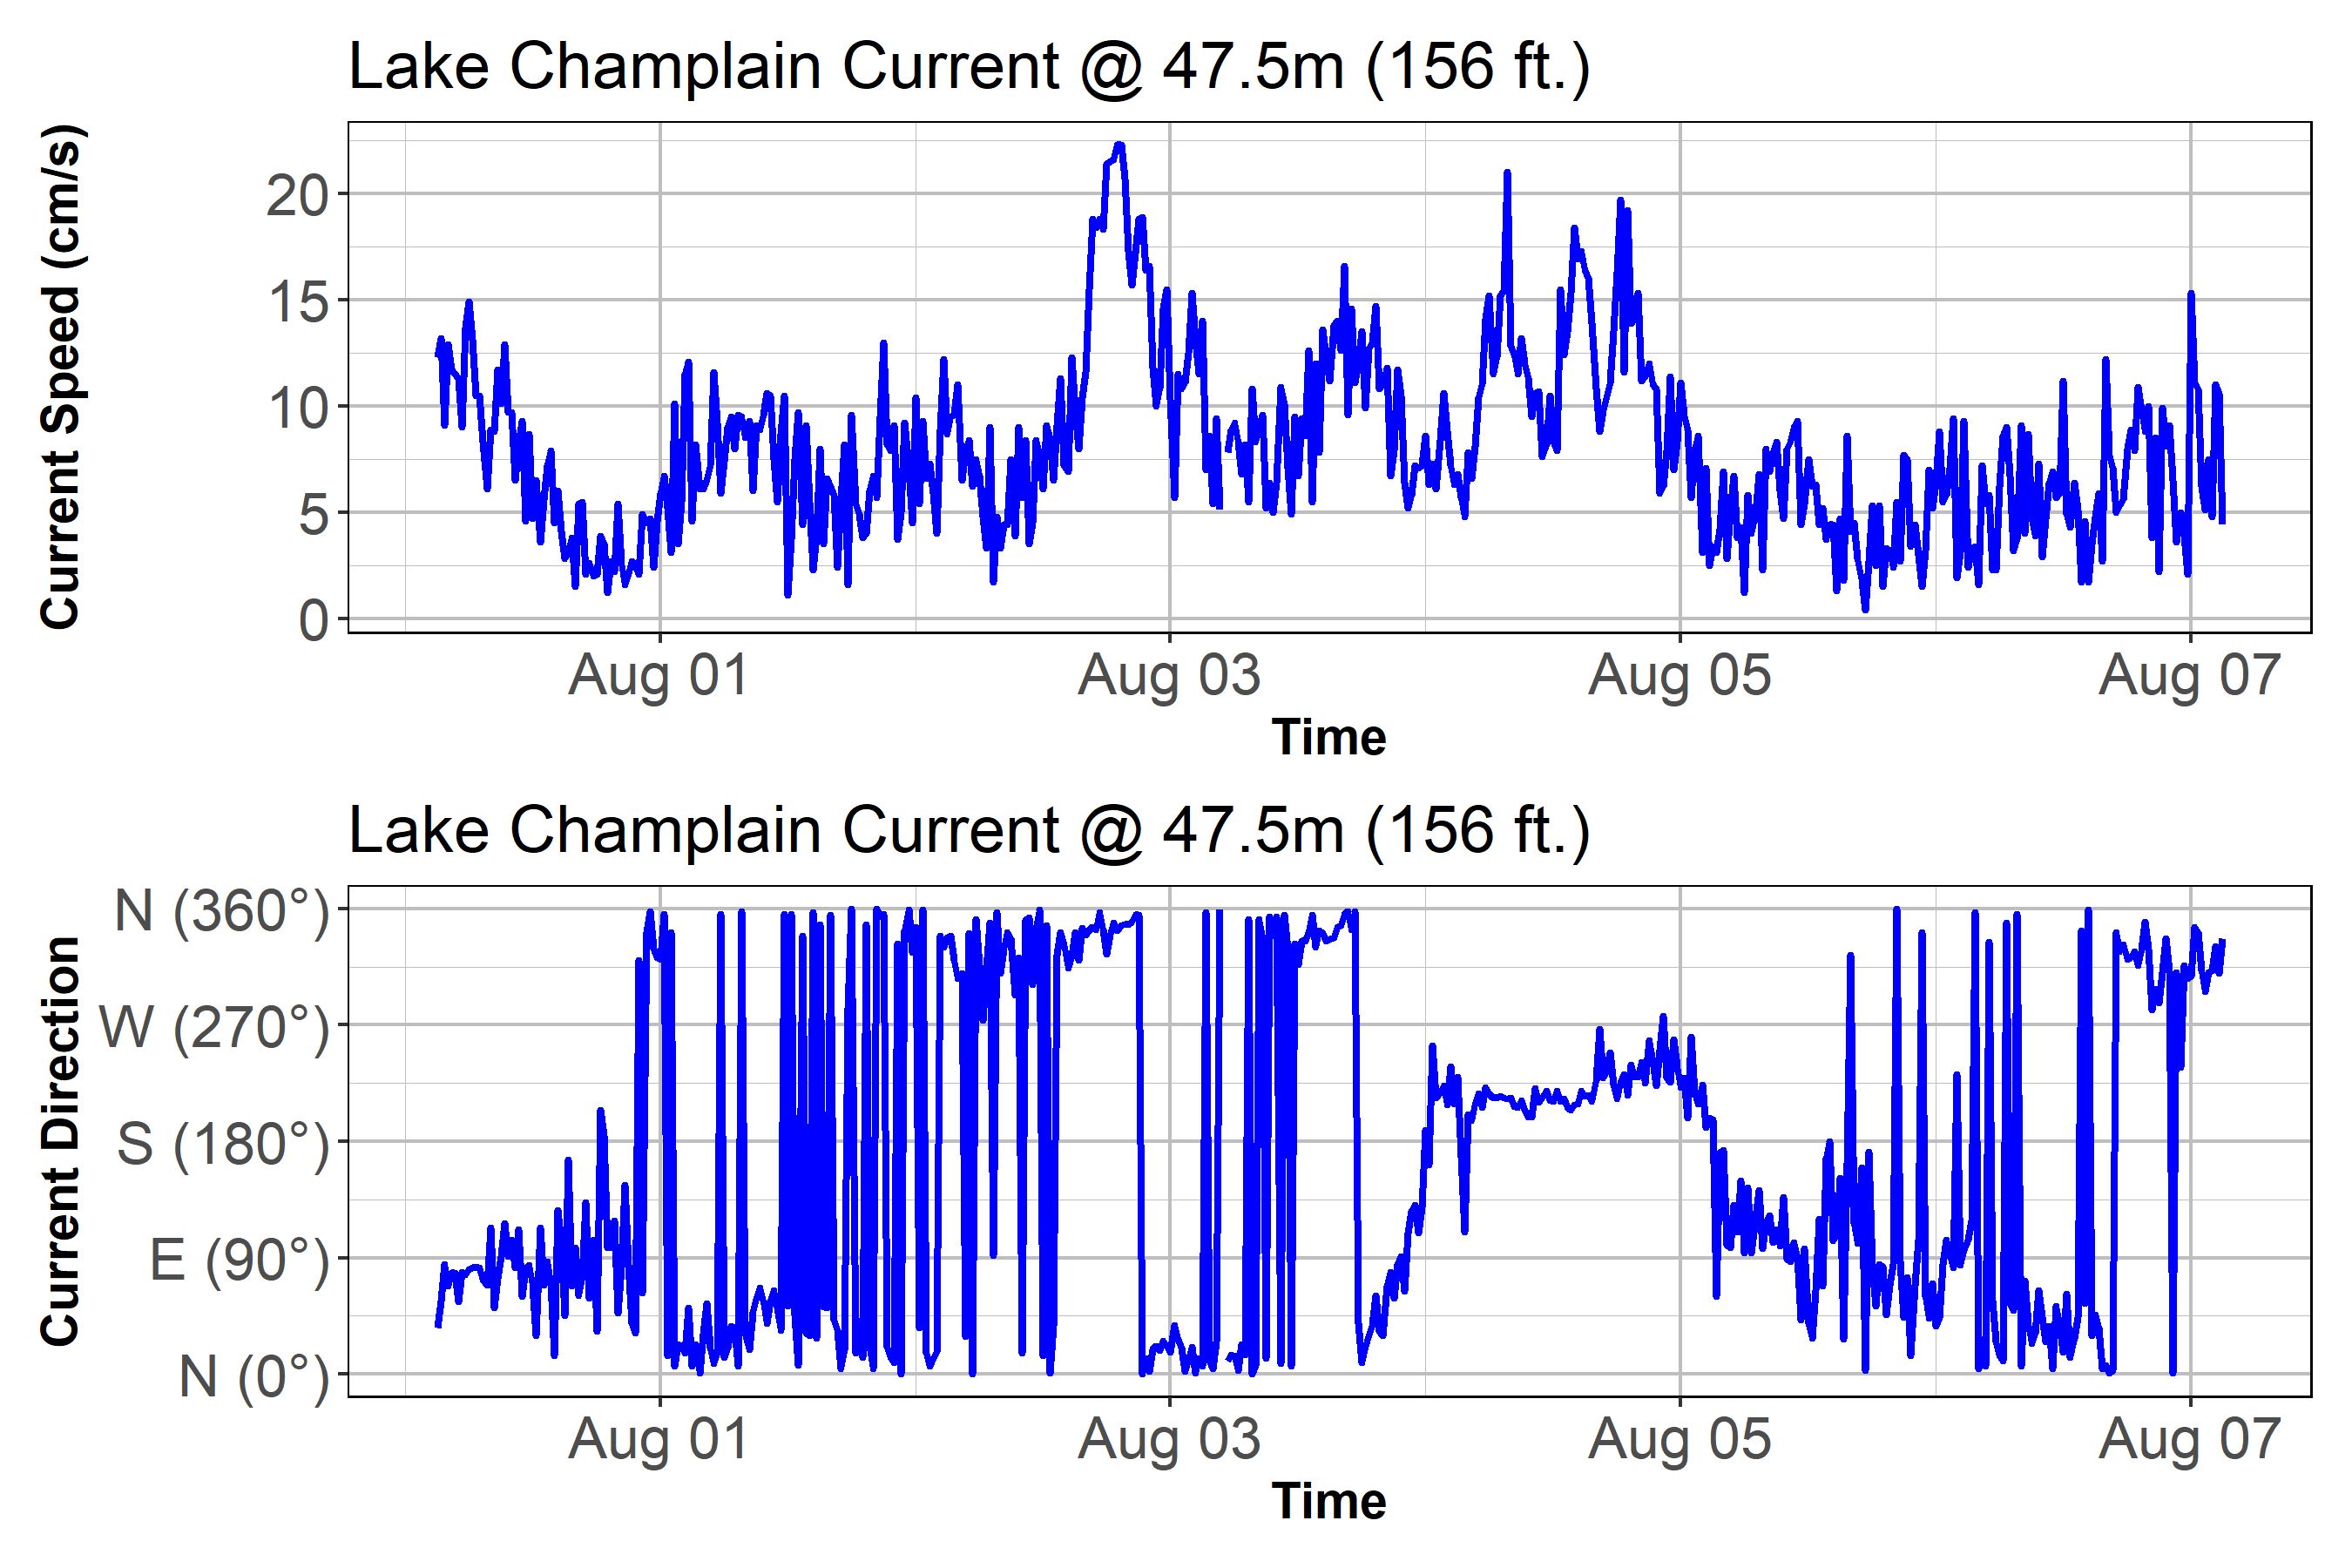 Lake Champlain Current @ 47.5m (156 ft.)
Current Speed (cm/s)
20
15
10
5
0
Aug 01 Aug 03 Aug 05 Aug 07
Time
Lake Champlain Current @ 47.5m (156 ft.)
Current Direction
N (360°)
W (270°)
S (180°)
E (90°)
N (0°)
Aug 01 Aug 03 Aug 05 Aug 07
Time